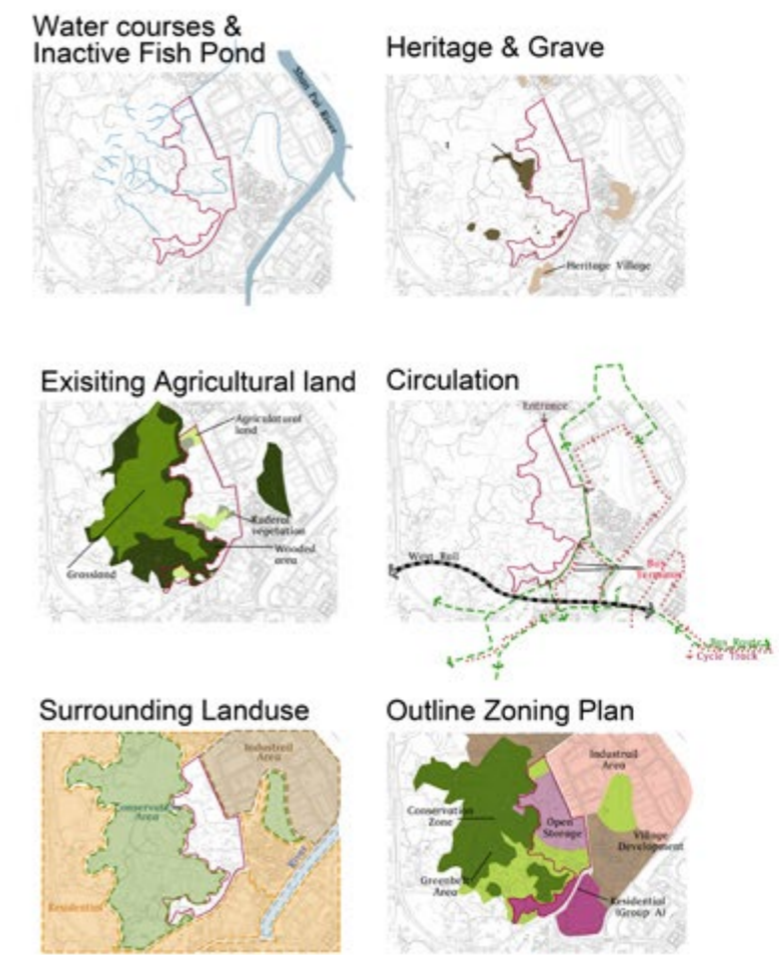 Water courses &
Inactive Fish Pond
Shan Pui River
Heritage & Grave
Heritage Village
Exisiting Agricultural land
Agriculatural
land
Ruderal
vegetation
Wooded
area
Grassland
Circulation
Entrance
West Rail
Bus
Terminus
Bus Route
Cycle Track
Surrounding Landuse
Industrail
Area
Conservation
Area
River
Residential
Outline Zoning Plan
Industrail
Area
Conservation
Zone
Open
Storage
Village
Development
Greenbelt
Area
Residential
(Group A)